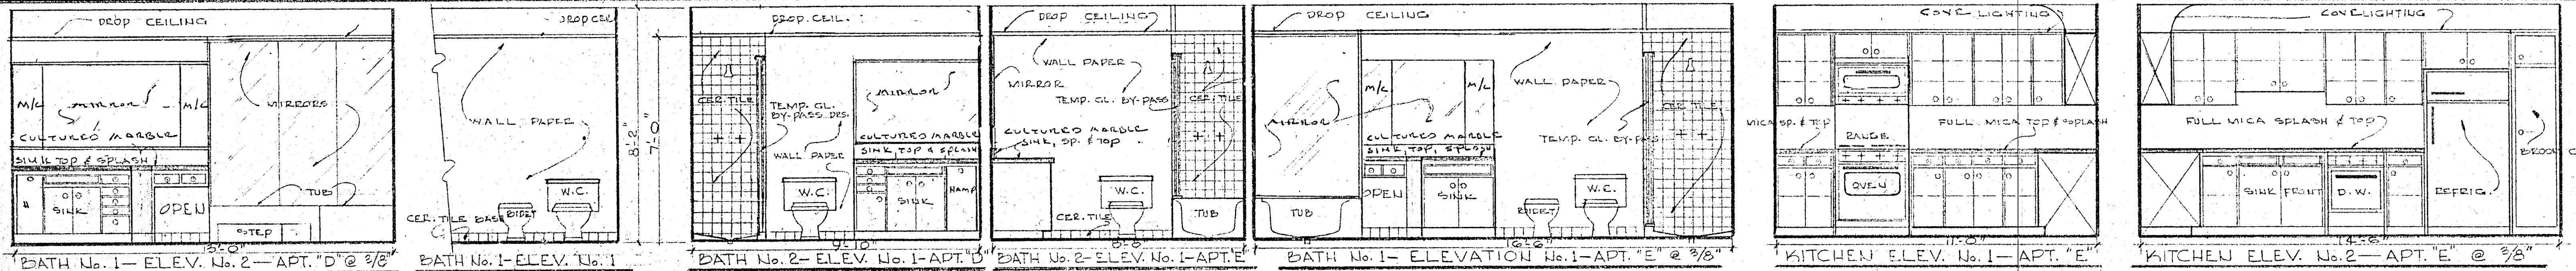 DROP CEILING
M/C MIRROR M/C
MIRRORS
CULTURED MARBLE
SINK TOP & SPLASH
TUB
SINK
OPEN
STEP
13'-0"
BATH No. 1 — ELEV. No. 2 — APT. "D" @ 3/8"
DROP CEIL
WALL PAPER
W.C.
BIDET
CER. TILE BASE
BATH No. 1 - ELEV. No. 1
8'-2"
7'-0"
DROP. CEIL.
CER. TILE
TEMP. GL.
BY-PASS DRS.
MIRROR
CULTURED MARBLE
SINK, TOP & SPLASH
WALL PAPER
W.C.
SINK
HAMP
9'-10"
BATH No. 2 - ELEV. No. 1 - APT. "D"
DROP CEILING
WALL PAPER
MIRROR
TEMP. GL. BY-PASS
CER. TILE
CULTURED MARBLE
SINK, SP. & TOP
W.C.
CER. TILE
TUB
BATH No. 2 - ELEV. No. 1 - APT. "E"
DROP CEILING
M/C M/C
WALL PAPER
MIRROR
CER. TILE
CULTURED MARBLE
SINK, TOP, SPLASH
TEMP. GL. BY-PASS
OPEN
SINK
W.C.
BIDET
TUB
16'-6"
BATH No. 1 — ELEVATION No. 1 - APT. "E" @ 3/8"
COVE LIGHTING
MICA SP. & TOP
FULL MICA TOP & SPLASH
RANGE
OVEN
11'-0"
KITCHEN ELEV. No. 1 — APT. "E"
COVE LIGHTING
FULL MICA SPLASH & TOP
SINK FRONT
D.W.
REFRIG.
14'-6"
KITCHEN ELEV. No. 2 — APT. "E" @ 3/8"